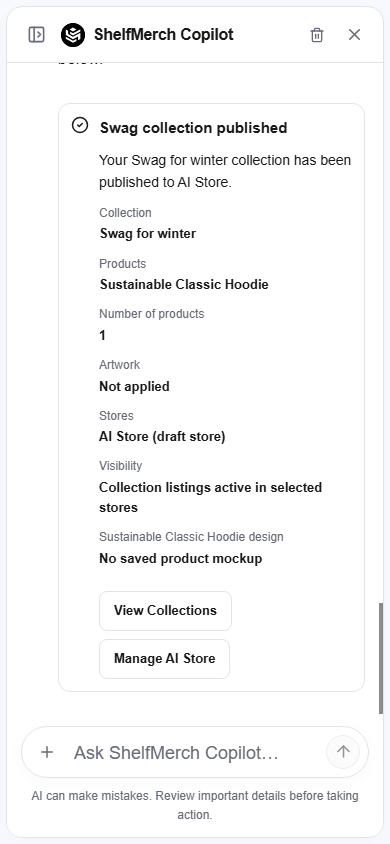 ShelfMerch Copilot
Swag collection published
Your Swag for winter collection has been
published to AI Store.
Collection
Swag for winter
Products
Sustainable Classic Hoodie
Number of products
1
Artwork
Not applied
Stores
AI Store (draft store)
Visibility
Collection listings active in selected
stores
Sustainable Classic Hoodie design
No saved product mockup
View Collections
Manage AI Store
Ask ShelfMerch Copilot...
AI can make mistakes. Review important details before taking
action.